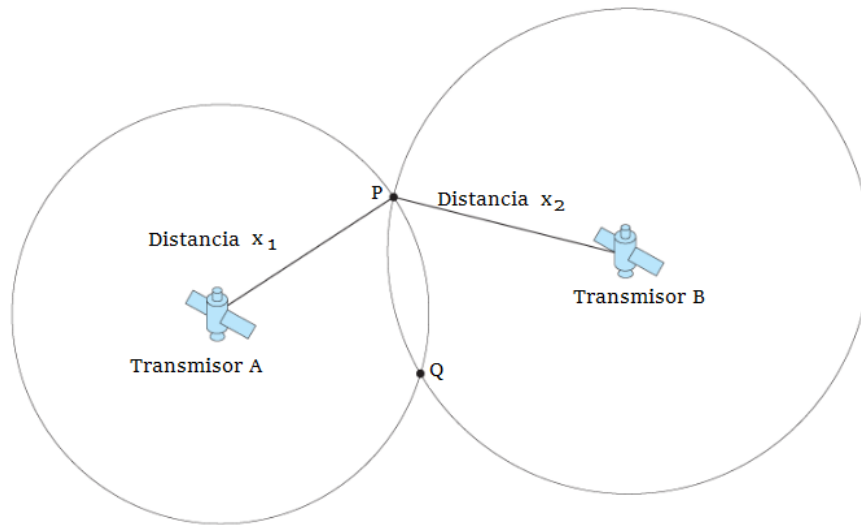 P
Distancia x₂
Distancia x₁
Transmisor B
Transmisor A
Q